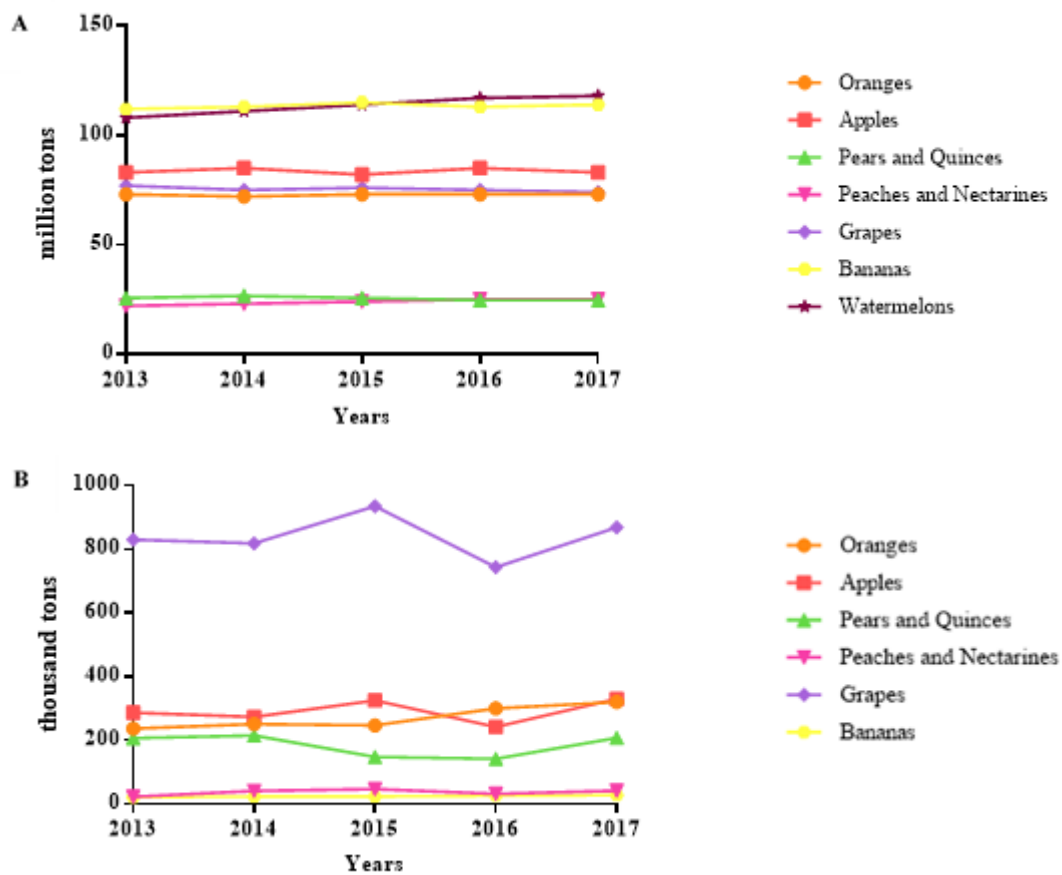 A
150
100
50
0
million tons
2013 2014 2015 2016 2017
Years
Oranges
Apples
Pears and Quinces
Peaches and Nectarines
Grapes
Bananas
Watermelons
B
1000
800
600
400
200
0
thousand tons
2013 2014 2015 2016 2017
Years
Oranges
Apples
Pears and Quinces
Peaches and Nectarines
Grapes
Bananas